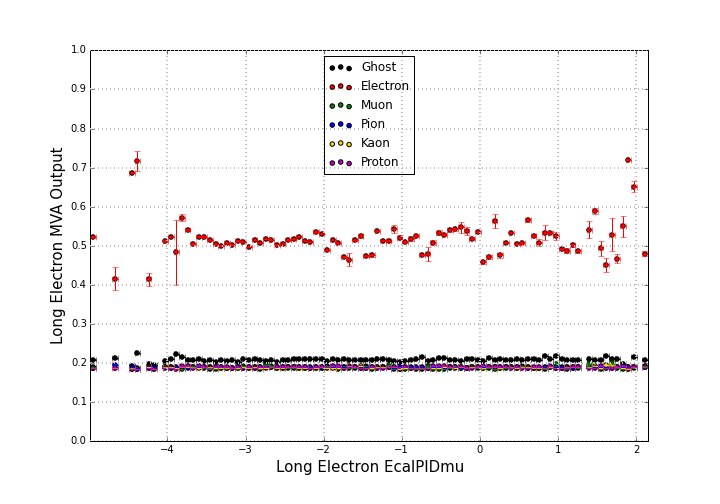 1.0
0.9
0.8
0.7
0.6
0.5
0.4
0.3
0.2
0.1
0.0
Long Electron MVA Output
Ghost
Electron
Muon
Pion
Kaon
Proton
−4 −3 −2 −1 0 1 2
Long Electron EcalPIDmu